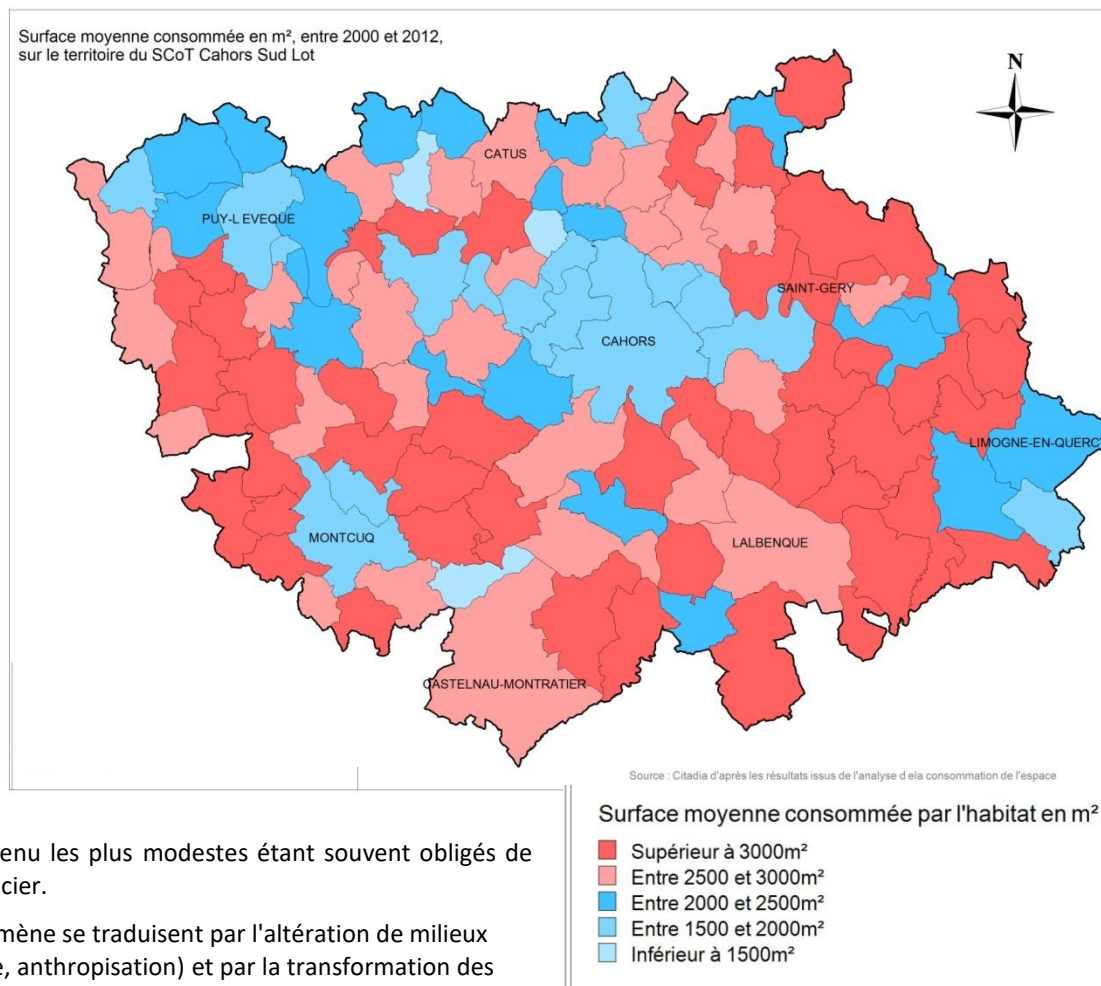 Surface moyenne consommée en m², entre 2000 et 2012,
sur le territoire du SCoT Cahors Sud Lot
N
CATUS
PUY-L EVEQUE
SAINT-GERY
CAHORS
LIMOGNE-EN-QUERCY
MONTCUQ
LALBENQUE
CASTELNAU-MONTRATIER
Source : Citadia d'après les résultats issus de l'analyse d ela consommation de l'espace
Surface moyenne consommée par l'habitat en m²
Supérieur à 3000m²
Entre 2500 et 3000m²
Entre 2000 et 2500m²
Entre 1500 et 2000m²
Inférieur à 1500m²
enu les plus modestes étant souvent obligés de
cier.
mène se traduisent par l'altération de milieux
e, anthropisation) et par la transformation des